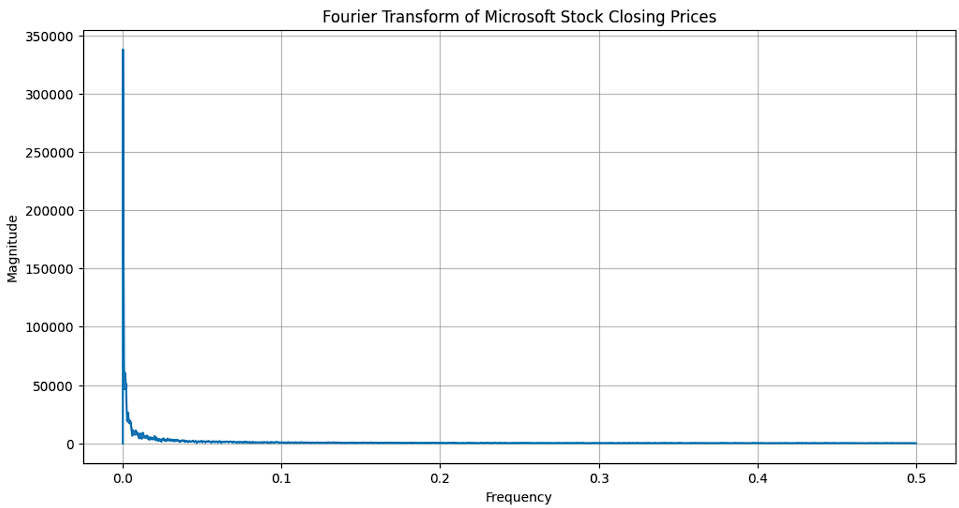 Fourier Transform of Microsoft Stock Closing Prices
350000
300000
250000
200000
150000
100000
50000
0
Magnitude
0.0 0.1 0.2 0.3 0.4 0.5
Frequency